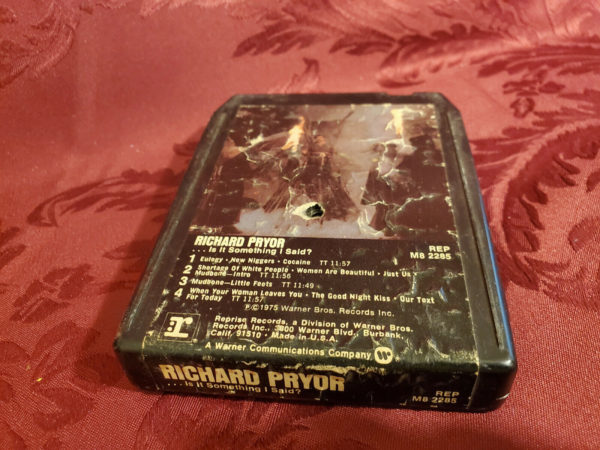 RICHARD PRYOR
. . . Is It Something I Said?
REP
M8 2285
1 Eulogy • New Niggers • Cocaine TT 11:57
2 Shortage Of White People • Women Are Beautiful • Just Us •
Mudbone—Intro TT 11:56
3 Mudbone—Little Feets TT 11:49
4 When Your Woman Leaves You • The Good Night Kiss • Our Text
For Today TT 11:57
℗©1975 Warner Bros. Records Inc.
r
Reprise Records, a Division of Warner Bros.
Records Inc., 3300 Warner Blvd., Burbank,
Calif. 91510 • Made in U.S.A.
A Warner Communications Company
RICHARD PRYOR
. . . Is It Something I Said?
REP
M8 2285